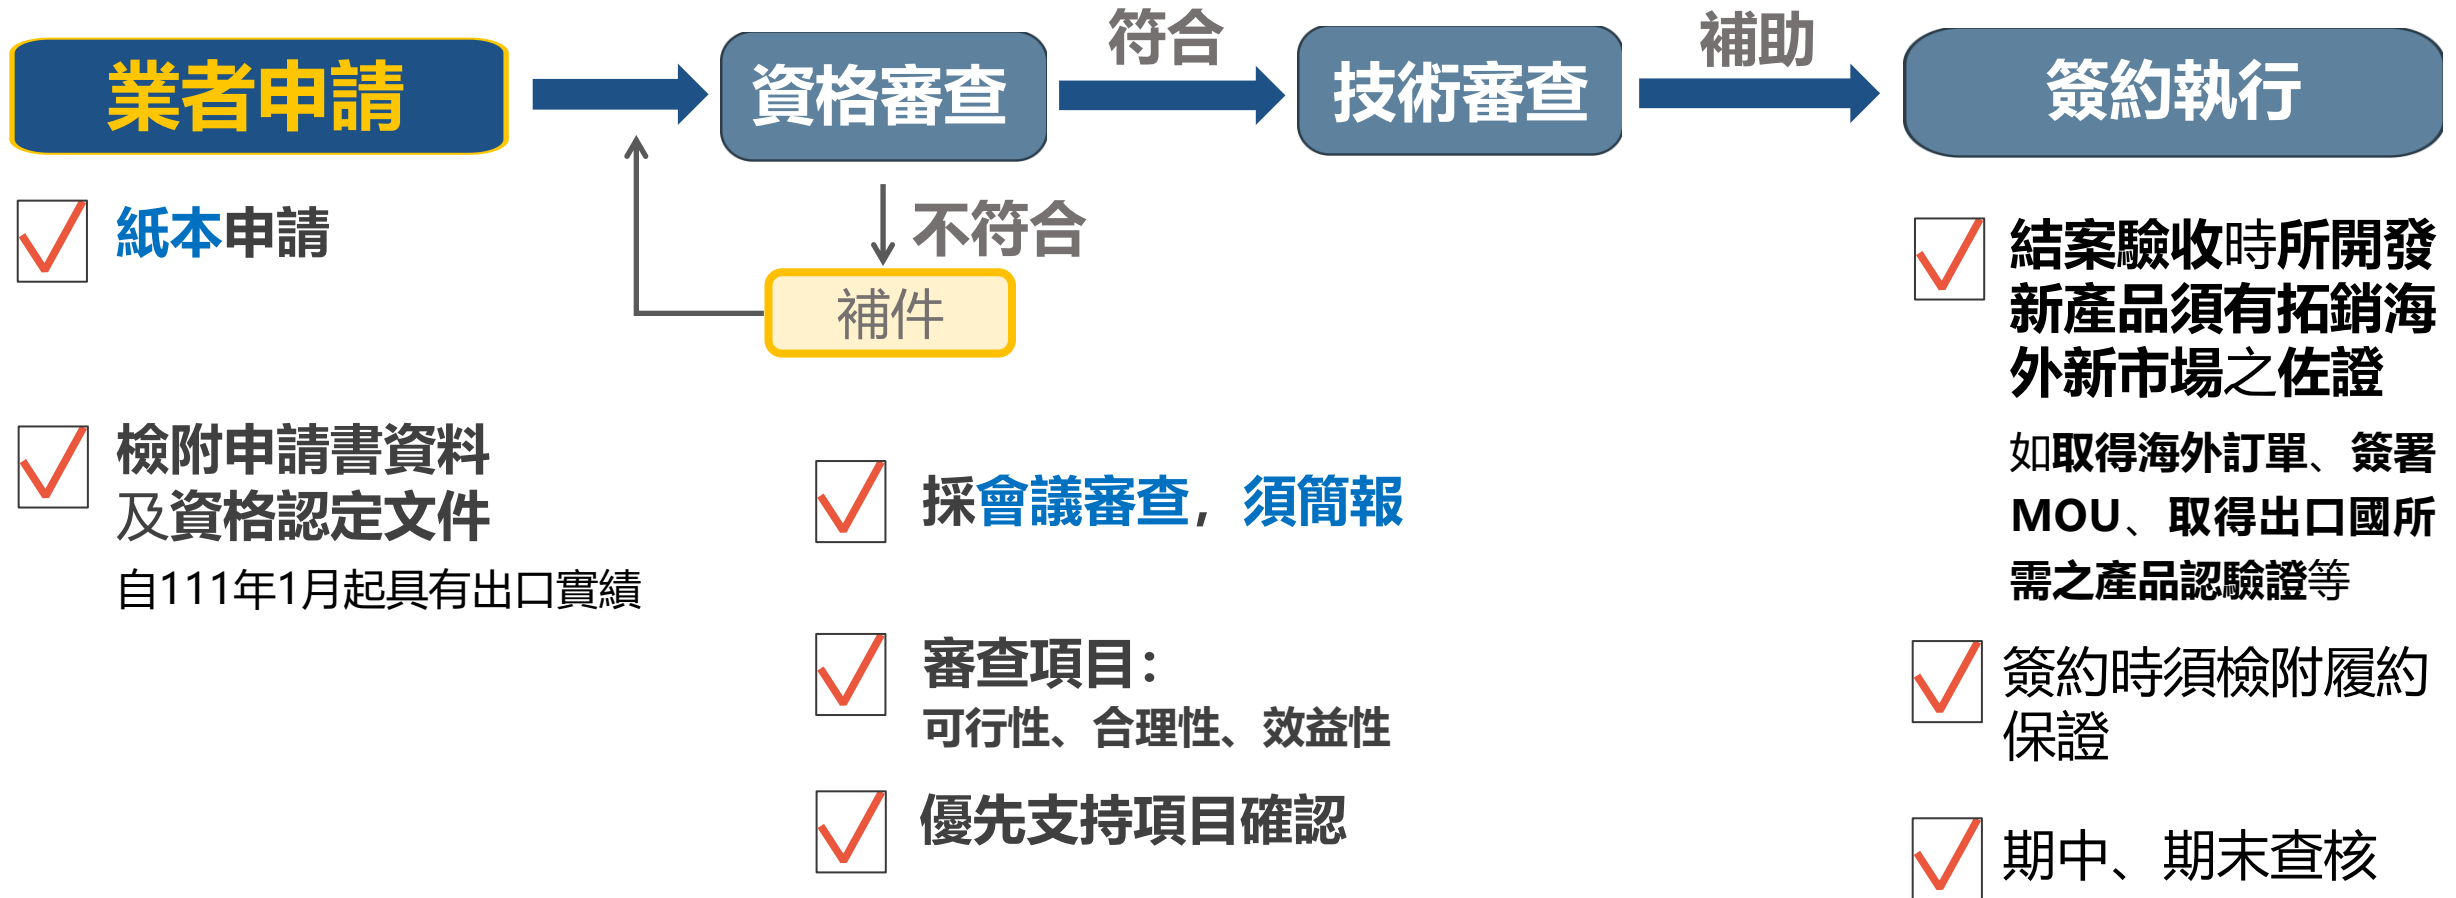 業者申請
資格審查
符合
技術審查
補助
簽約執行
不符合
補件
紙本申請
檢附申請書資料
及資格認定文件
自111年1月起具有出口實績
採會議審查，須簡報
審查項目：
可行性、合理性、效益性
優先支持項目確認
結案驗收時所開發
新產品須有拓銷海
外新市場之佐證
如取得海外訂單、簽署
MOU、取得出口國所
需之產品認驗證等
簽約時須檢附履約
保證
期中、期末查核